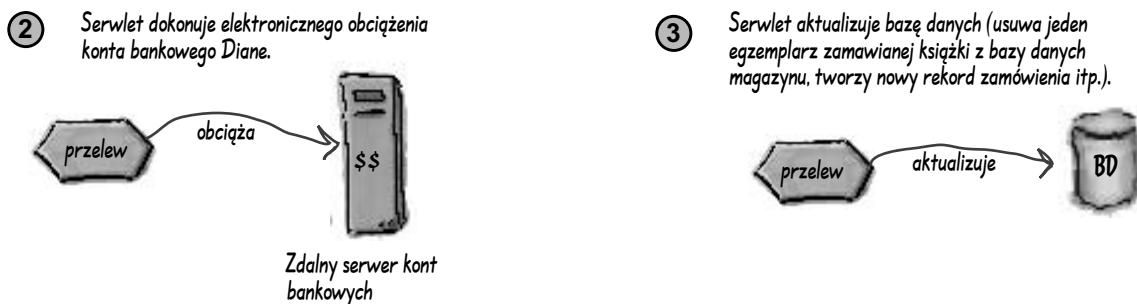 2
Serwlet dokonuje elektronicznego obciążenia
konta bankowego Diane.
przelew
obciąża
$$
Zdalny serwer kont
bankowych
3
Serwlet aktualizuje bazę danych (usuwa jeden
egzemplarz zamawianej książki z bazy danych
magazynu, tworzy nowy rekord zamówienia itp.).
przelew
aktualizuje
BD